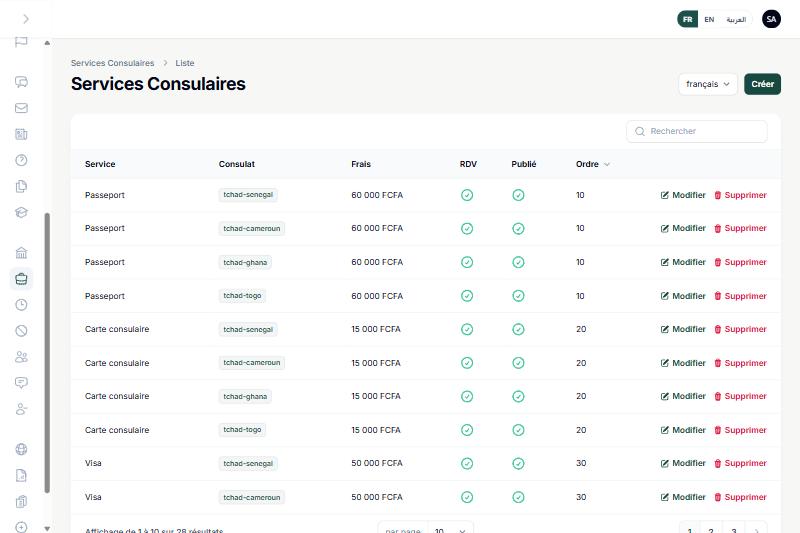 FR EN العربية SA
Services Consulaires > Liste
Services Consulaires
français Créer
Rechercher
Service Consulat Frais RDV Publié Ordre
Passeport tchad-senegal 60 000 FCFA 10 Modifier Supprimer
Passeport tchad-cameroun 60 000 FCFA 10 Modifier Supprimer
Passeport tchad-ghana 60 000 FCFA 10 Modifier Supprimer
Passeport tchad-togo 60 000 FCFA 10 Modifier Supprimer
Carte consulaire tchad-senegal 15 000 FCFA 20 Modifier Supprimer
Carte consulaire tchad-cameroun 15 000 FCFA 20 Modifier Supprimer
Carte consulaire tchad-ghana 15 000 FCFA 20 Modifier Supprimer
Carte consulaire tchad-togo 15 000 FCFA 20 Modifier Supprimer
Visa tchad-senegal 50 000 FCFA 30 Modifier Supprimer
Visa tchad-cameroun 50 000 FCFA 30 Modifier Supprimer
Affichage de 1 à 10 sur 28 résultats par page 10 1 2 3